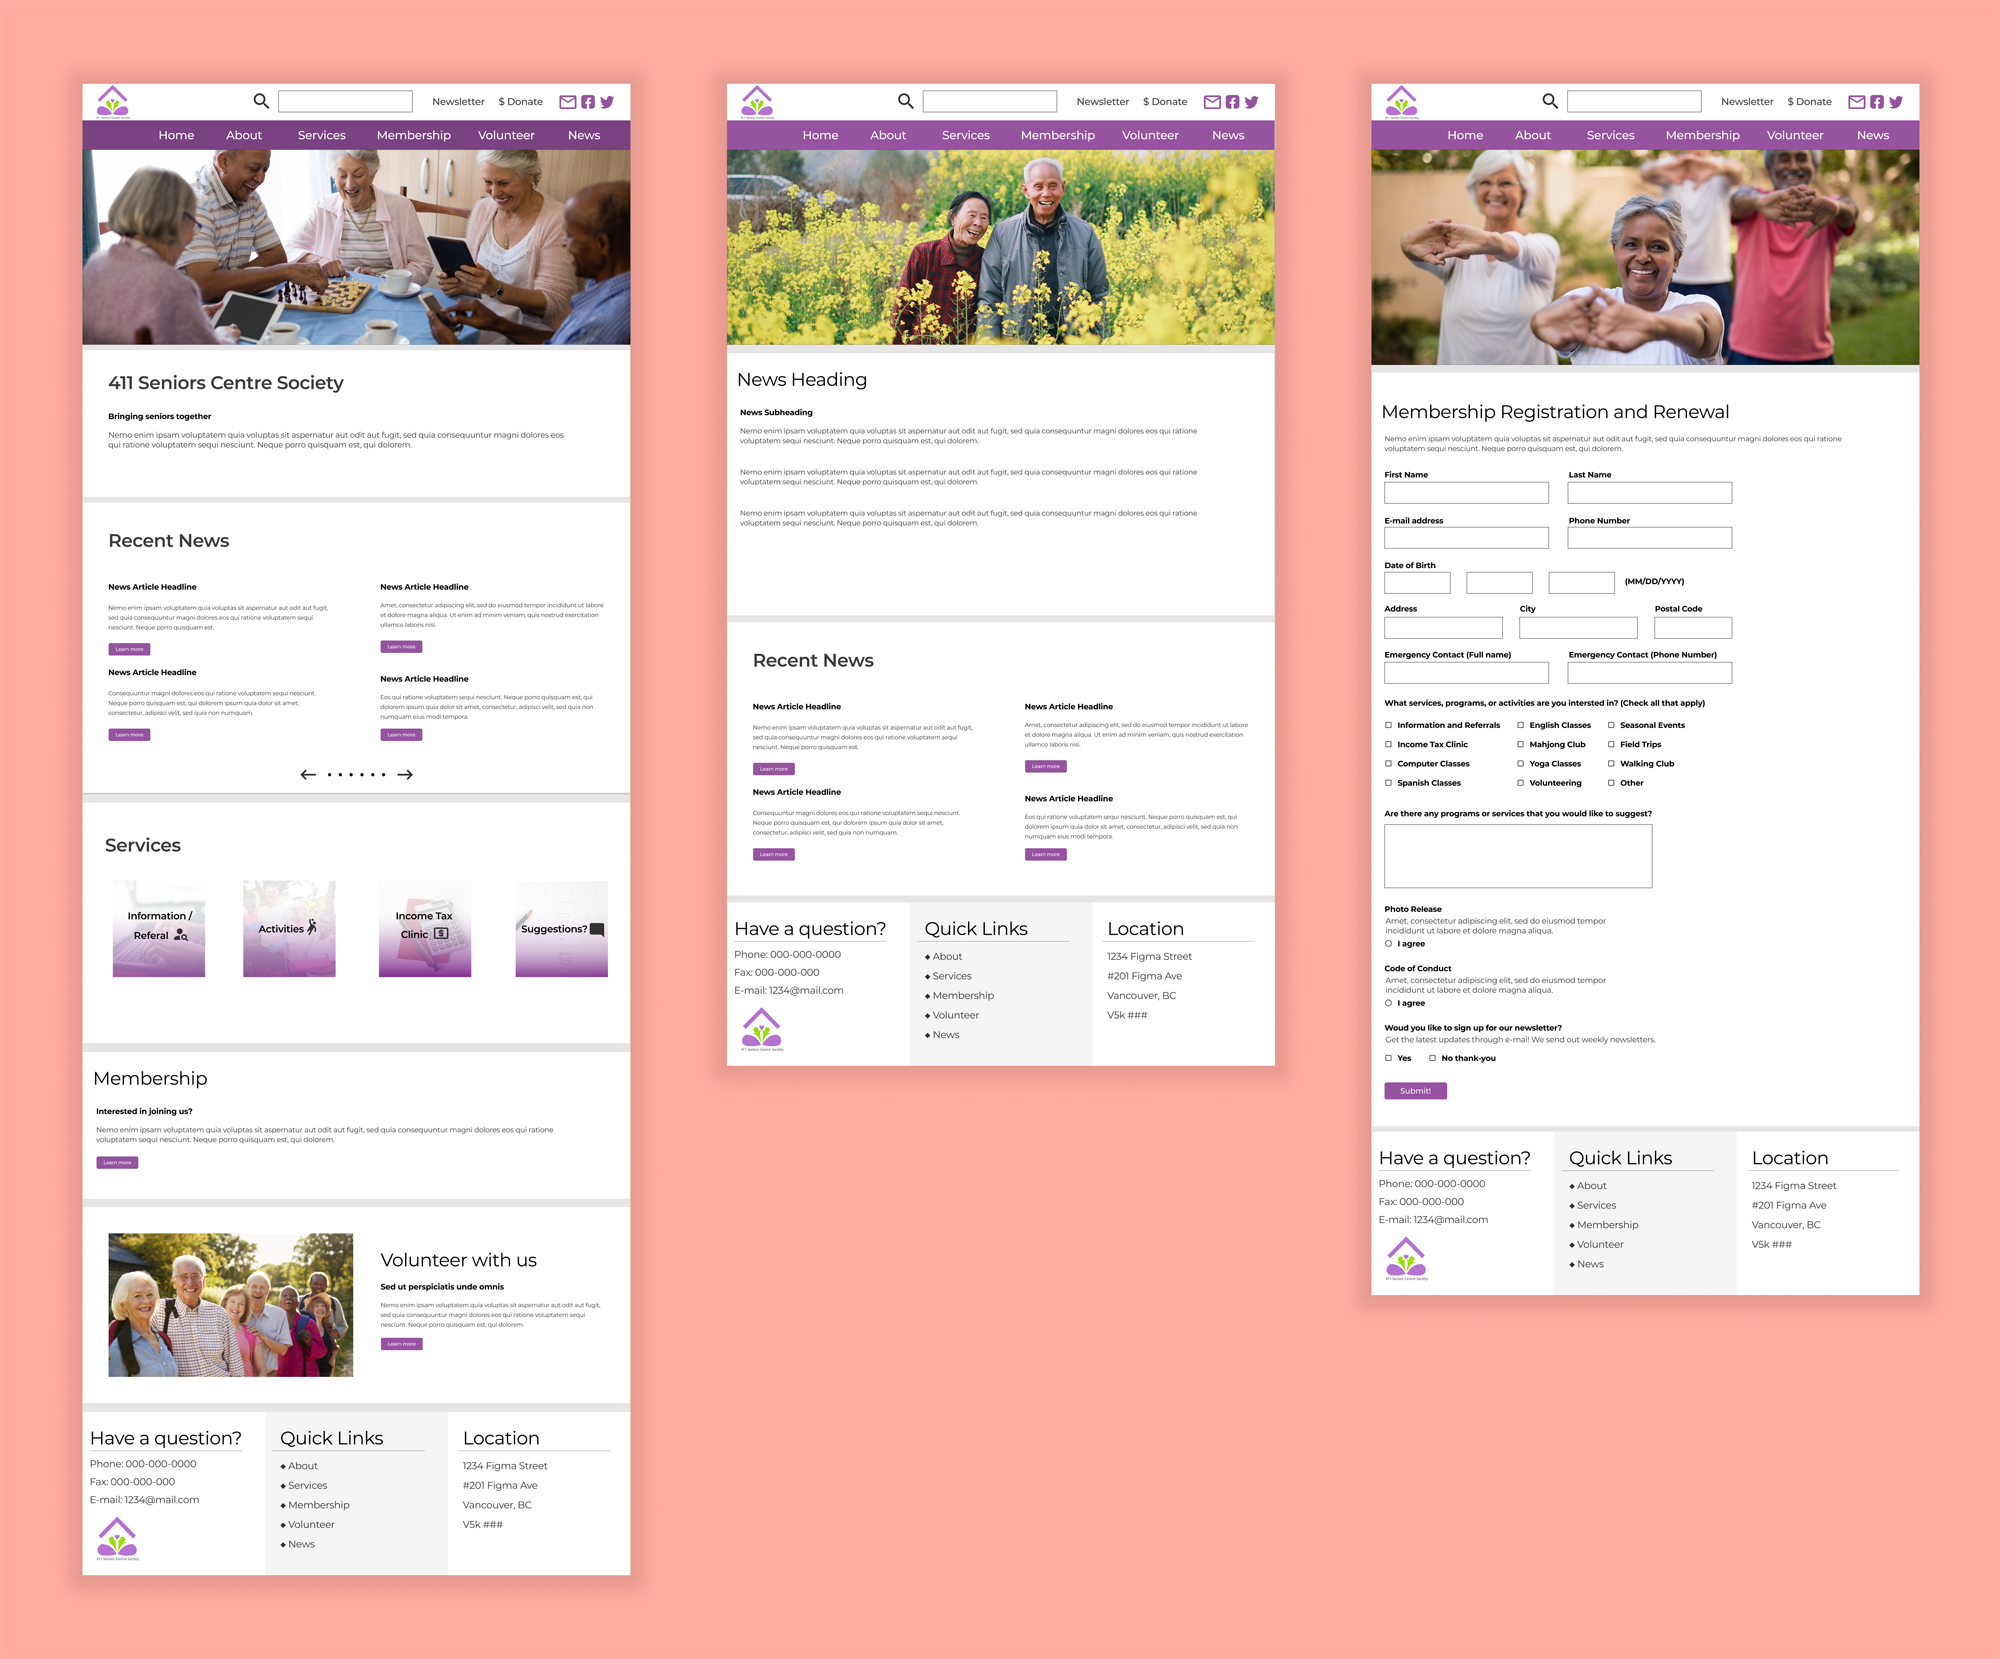 411 Seniors Centre Society
Newsletter
$ Donate
Home
About
Services
Membership
Volunteer
News
411 Seniors Centre Society
Bringing seniors together
Nemo enim ipsam voluptatem quia voluptas sit aspernatur aut odit aut fugit, sed quia consequuntur magni dolores eos
qui ratione voluptatem sequi nesciunt. Neque porro quisquam est, qui dolorem.
Recent News
News Article Headline
Nemo enim ipsam voluptatem quia voluptas sit aspernatur aut odit aut fugit,
sed quia consequuntur magni dolores eos qui ratione voluptatem sequi
nesciunt. Neque porro quisquam est.
Learn more
News Article Headline
Amet, consectetur adipiscing elit, sed do eiusmod tempor incididunt ut labore
et dolore magna aliqua. Ut enim ad minim veniam, quis nostrud exercitation
ullamco laboris nisi.
Learn more
News Article Headline
Consequuntur magni dolores eos qui ratione voluptatem sequi nesciunt.
Neque porro quisquam est, qui dolorem ipsum quia dolor sit amet,
consectetur, adipisci velit, sed quia non numquam.
Learn more
News Article Headline
Eos qui ratione voluptatem sequi nesciunt. Neque porro quisquam est, qui
dolorem ipsum quia dolor sit amet, consectetur, adipisci velit, sed quia non
numquam eius modi tempora.
Learn more
Services
Information /
Referal
Activities
Income Tax
Clinic
Suggestions?
Membership
Interested in joining us?
Nemo enim ipsam voluptatem quia voluptas sit aspernatur aut odit aut fugit, sed quia consequuntur magni dolores eos qui ratione
voluptatem sequi nesciunt. Neque porro quisquam est, qui dolorem.
Learn more
Volunteer with us
Sed ut perspiciatis unde omnis
Nemo enim ipsam voluptatem quia voluptas sit aspernatur aut odit aut fugit,
sed quia consequuntur magni dolores eos qui ratione voluptatem sequi
nesciunt. Neque porro quisquam est, qui dolorem.
Learn more
Have a question?
Phone: 000-000-0000
Fax: 000-000-000
E-mail: 1234@mail.com
411 Seniors Centre Society
Quick Links
About
Services
Membership
Volunteer
News
Location
1234 Figma Street
#201 Figma Ave
Vancouver, BC
V5k ###
411 Seniors Centre Society
Newsletter
$ Donate
Home
About
Services
Membership
Volunteer
News
News Heading
News Subheading
Nemo enim ipsam voluptatem quia voluptas sit aspernatur aut odit aut fugit, sed quia consequuntur magni dolores eos qui ratione
voluptatem sequi nesciunt. Neque porro quisquam est, qui dolorem.
Nemo enim ipsam voluptatem quia voluptas sit aspernatur aut odit aut fugit, sed quia consequuntur magni dolores eos qui ratione
voluptatem sequi nesciunt. Neque porro quisquam est, qui dolorem.
Nemo enim ipsam voluptatem quia voluptas sit aspernatur aut odit aut fugit, sed quia consequuntur magni dolores eos qui ratione
voluptatem sequi nesciunt. Neque porro quisquam est, qui dolorem.
Recent News
News Article Headline
Nemo enim ipsam voluptatem quia voluptas sit aspernatur aut odit aut fugit,
sed quia consequuntur magni dolores eos qui ratione voluptatem sequi
nesciunt. Neque porro quisquam est.
Learn more
News Article Headline
Amet, consectetur adipiscing elit, sed do eiusmod tempor incididunt ut labore
et dolore magna aliqua. Ut enim ad minim veniam, quis nostrud exercitation
ullamco laboris nisi.
Learn more
News Article Headline
Consequuntur magni dolores eos qui ratione voluptatem sequi nesciunt.
Neque porro quisquam est, qui dolorem ipsum quia dolor sit amet,
consectetur, adipisci velit, sed quia non numquam.
Learn more
News Article Headline
Eos qui ratione voluptatem sequi nesciunt. Neque porro quisquam est, qui
dolorem ipsum quia dolor sit amet, consectetur, adipisci velit, sed quia non
numquam eius modi tempora.
Learn more
Have a question?
Phone: 000-000-0000
Fax: 000-000-000
E-mail: 1234@mail.com
411 Seniors Centre Society
Quick Links
About
Services
Membership
Volunteer
News
Location
1234 Figma Street
#201 Figma Ave
Vancouver, BC
V5k ###
411 Seniors Centre Society
Newsletter
$ Donate
Home
About
Services
Membership
Volunteer
News
Membership Registration and Renewal
Nemo enim ipsam voluptatem quia voluptas sit aspernatur aut odit aut fugit, sed quia consequuntur magni dolores eos qui ratione
voluptatem sequi nesciunt. Neque porro quisquam est, qui dolorem.
First Name
Last Name
E-mail address
Phone Number
Date of Birth
(MM/DD/YYYY)
Address
City
Postal Code
Emergency Contact (Full name)
Emergency Contact (Phone Number)
What services, programs, or activities are you intersted in? (Check all that apply)
Information and Referrals
English Classes
Seasonal Events
Income Tax Clinic
Mahjong Club
Field Trips
Computer Classes
Yoga Classes
Walking Club
Spanish Classes
Volunteering
Other
Are there any programs or services that you would like to suggest?
Photo Release
Amet, consectetur adipiscing elit, sed do eiusmod tempor
incididunt ut labore et dolore magna aliqua.
I agree
Code of Conduct
Amet, consectetur adipiscing elit, sed do eiusmod tempor
incididunt ut labore et dolore magna aliqua.
I agree
Woud you like to sign up for our newsletter?
Get the latest updates through e-mai! We send out weekly newsletters.
Yes
No thank-you
Submit!
Have a question?
Phone: 000-000-0000
Fax: 000-000-000
E-mail: 1234@mail.com
411 Seniors Centre Society
Quick Links
About
Services
Membership
Volunteer
News
Location
1234 Figma Street
#201 Figma Ave
Vancouver, BC
V5k ###